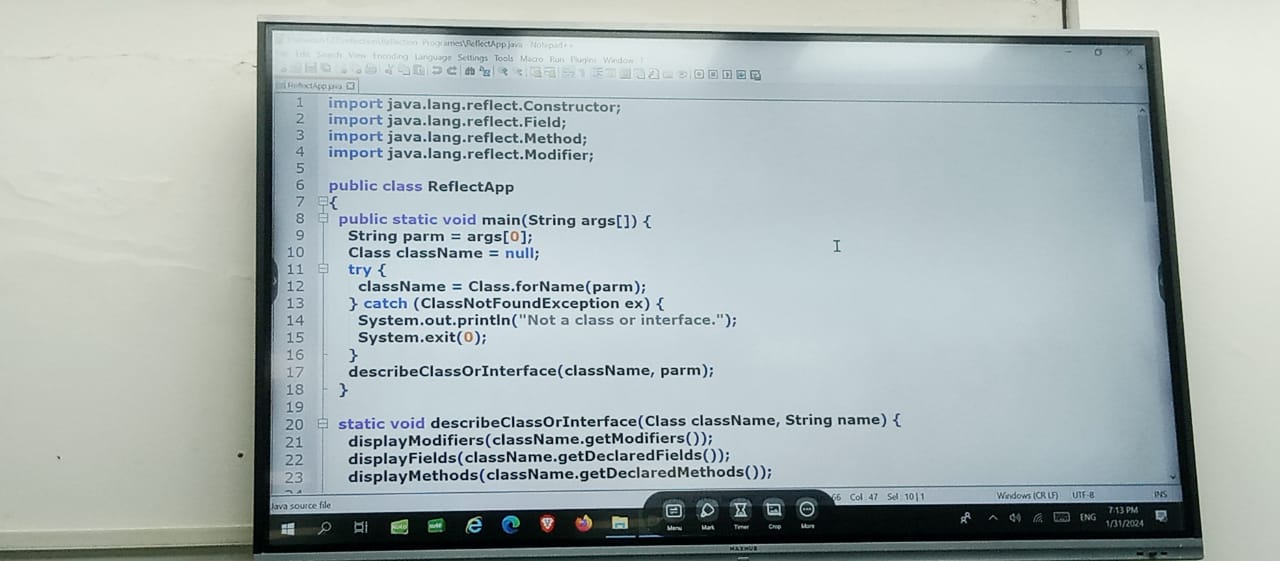 Programes\ReflectApp.java - Notepad++
Edit Search View Encoding Language Settings Tools Macro Run Plugins Window ?
ReflectApp.java
1 import java.lang.reflect.Constructor;
2 import java.lang.reflect.Field;
3 import java.lang.reflect.Method;
4 import java.lang.reflect.Modifier;
5
6 public class ReflectApp
7 {
8 public static void main(String args[]) {
9 String parm = args[0];
10 Class className = null;
11 try {
12 className = Class.forName(parm);
13 } catch (ClassNotFoundException ex) {
14 System.out.println("Not a class or interface.");
15 System.exit(0);
16 }
17 describeClassOrInterface(className, parm);
18 }
19
20 static void describeClassOrInterface(Class className, String name) {
21 displayModifiers(className.getModifiers());
22 displayFields(className.getDeclaredFields());
23 displayMethods(className.getDeclaredMethods());
Java source file Col : 47 Sel : 10 | 1 Windows (CR LF) UTF-8 INS
Menu Mark Timer Crop More
ENG 7:13 PM
1/31/2024
MAXHUB